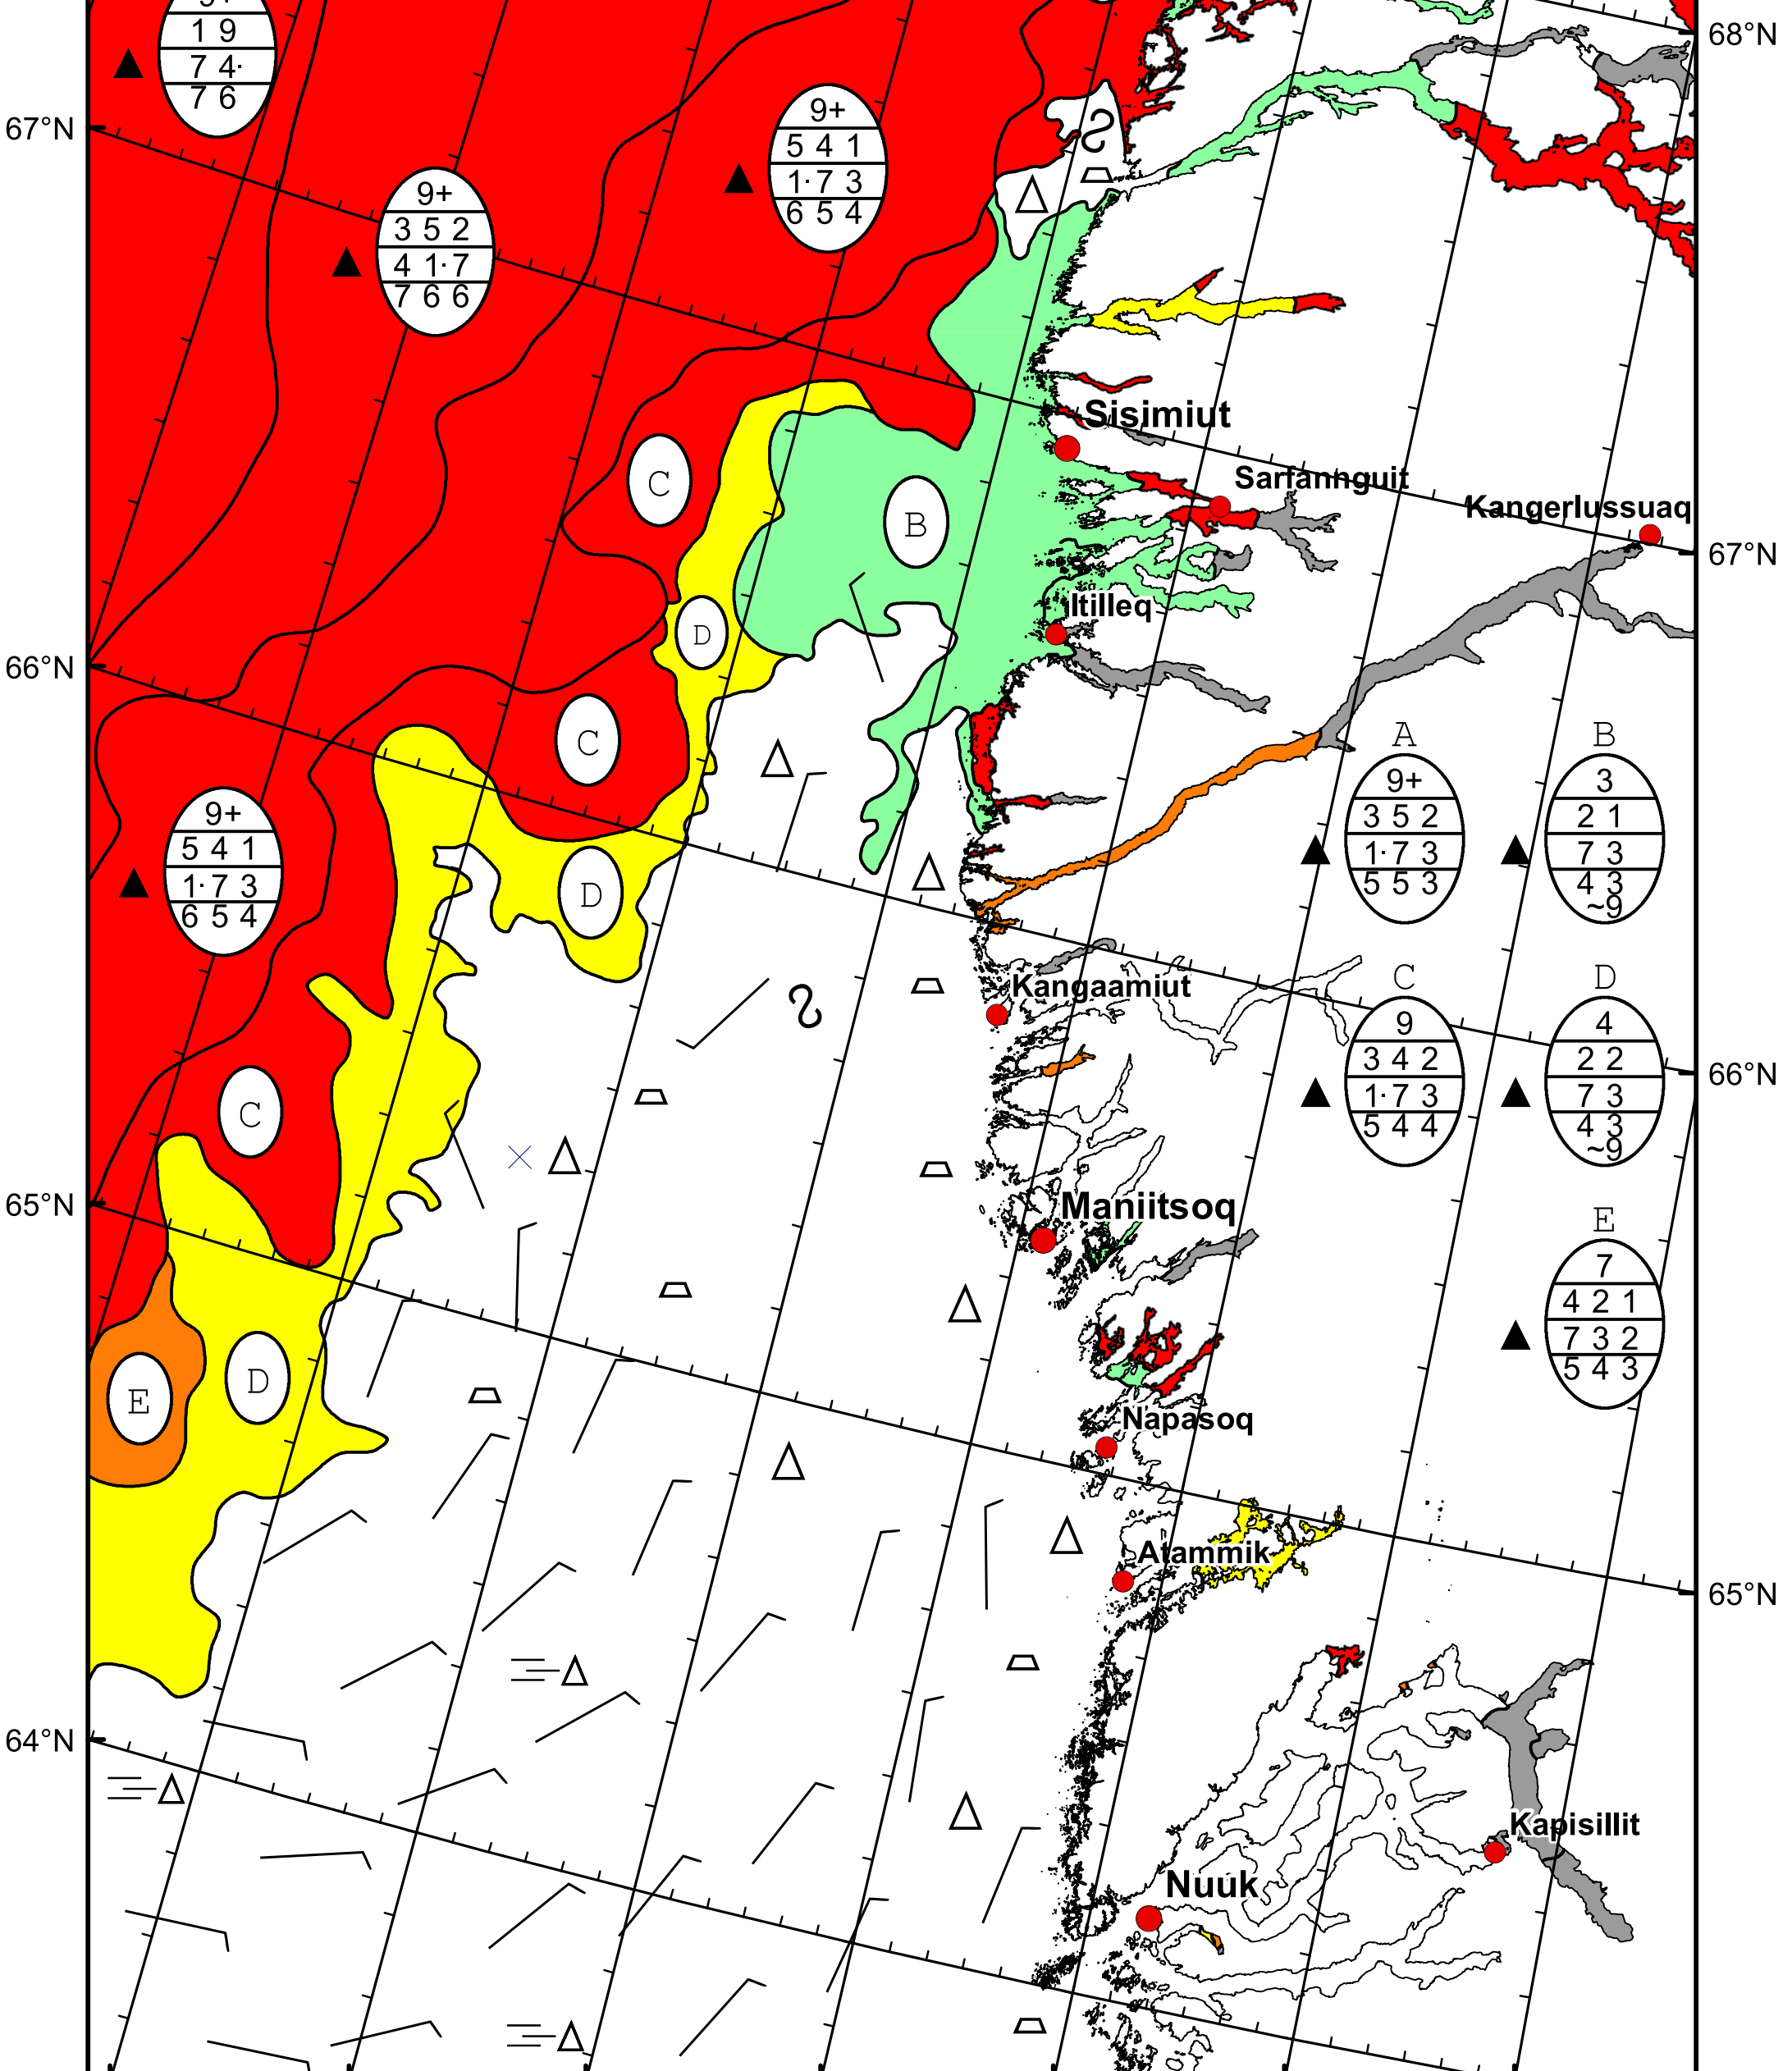 9+
1 9
7 4·
7 6
68°N
67°N
9+
5 4 1
1· 7 3
6 5 4
9+
3 5 2
4 1· 7
7 6 6
Sisimiut
C
Sarfannguit
Kangerlussuaq
B
67°N
Itilleq
D
66°N
C
A
9+
3 5 2
1· 7 3
5 5 3
B
3
2 1
7 3
4 3
~9
9+
5 4 1
1· 7 3
6 5 4
D
Kangaamiut
C
9
3 4 2
1· 7 3
5 4 4
D
4
2 2
7 3
4 3
~9
66°N
C
65°N
Maniitsoq
E
7
4 2 1
7 3 2
5 4 3
E
D
Napasoq
Atammik
65°N
64°N
Kapisillit
Nuuk